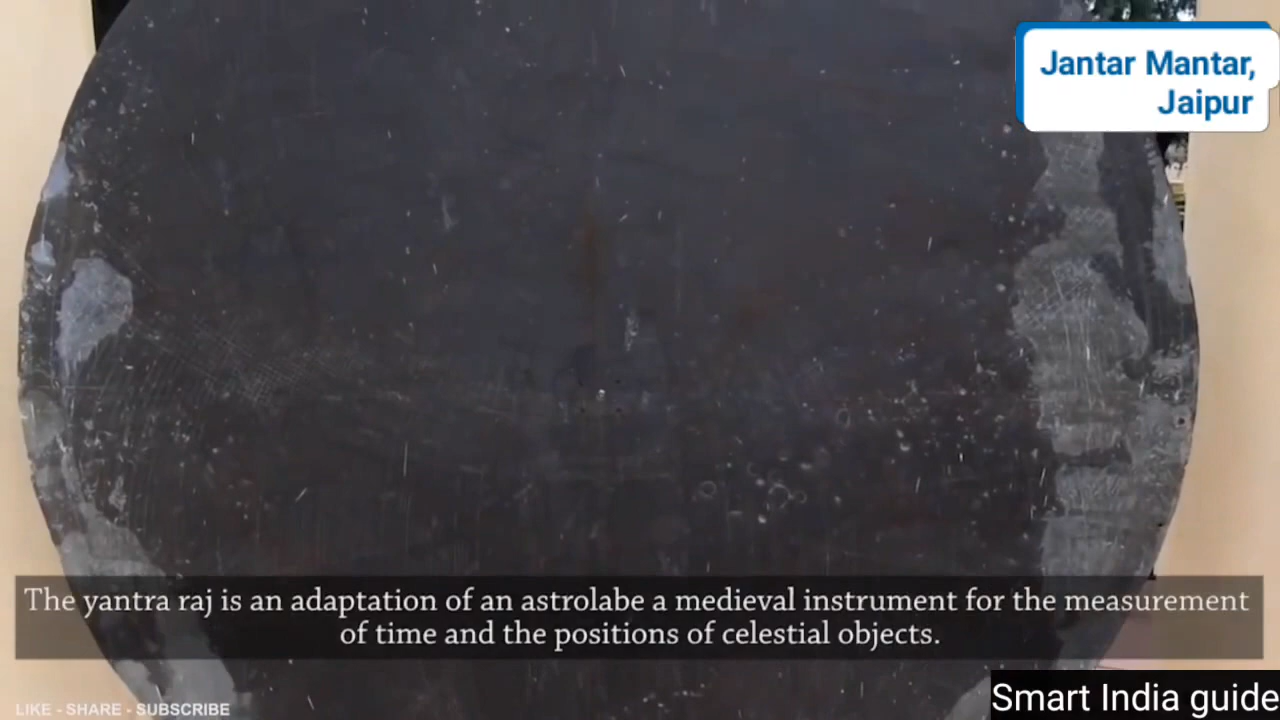 Jantar Mantar,
Jaipur
The yantra raj is an adaptation of an astrolabe a medieval instrument for the measurement
of time and the positions of celestial objects.
LIKE - SHARE - SUBSCRIBE
Smart India guide